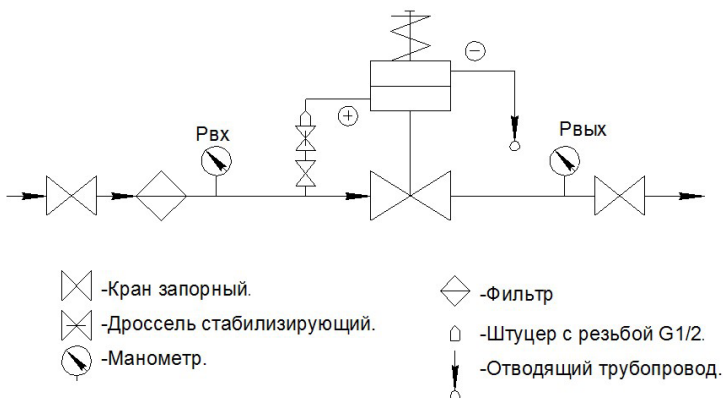 Рвх
Рвых
+
−
-Кран запорный.
-Дроссель стабилизирующий.
-Манометр.
-Фильтр
-Штуцер с резьбой G1/2.
-Отводящий трубопровод.